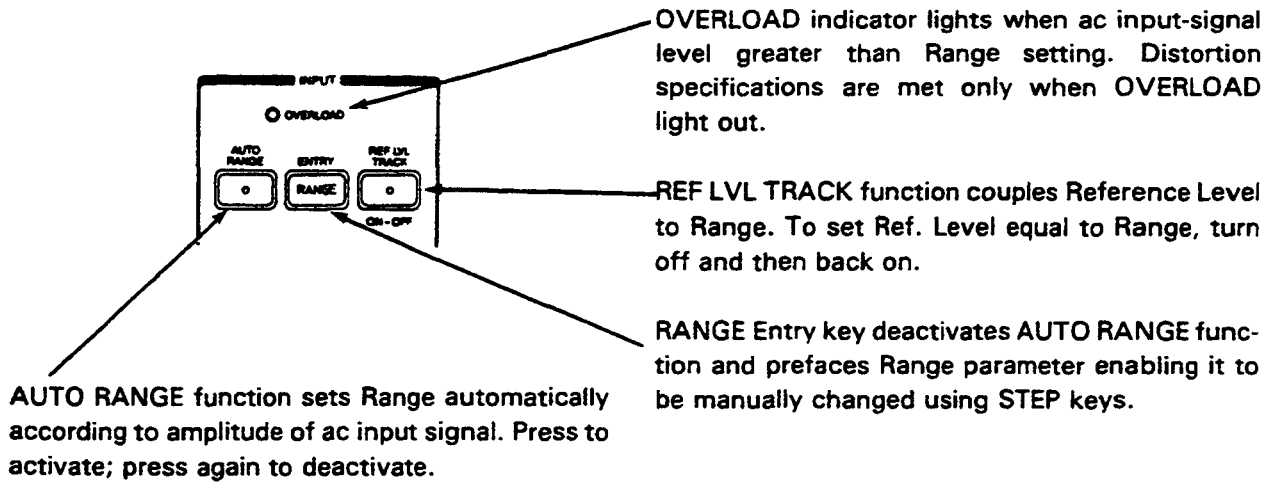 OVERLOAD indicator lights when ac input-signal
level greater than Range setting. Distortion
specifications are met only when OVERLOAD
light out.
INPUT
OVERLOAD
AUTO
RANGE
ENTRY
RANGE
REF LVL
TRACK
ON - OFF
REF LVL TRACK function couples Reference Level
to Range. To set Ref. Level equal to Range, turn
off and then back on.
RANGE Entry key deactivates AUTO RANGE func-
tion and prefaces Range parameter enabling it to
be manually changed using STEP keys.
AUTO RANGE function sets Range automatically
according to amplitude of ac input signal. Press to
activate; press again to deactivate.